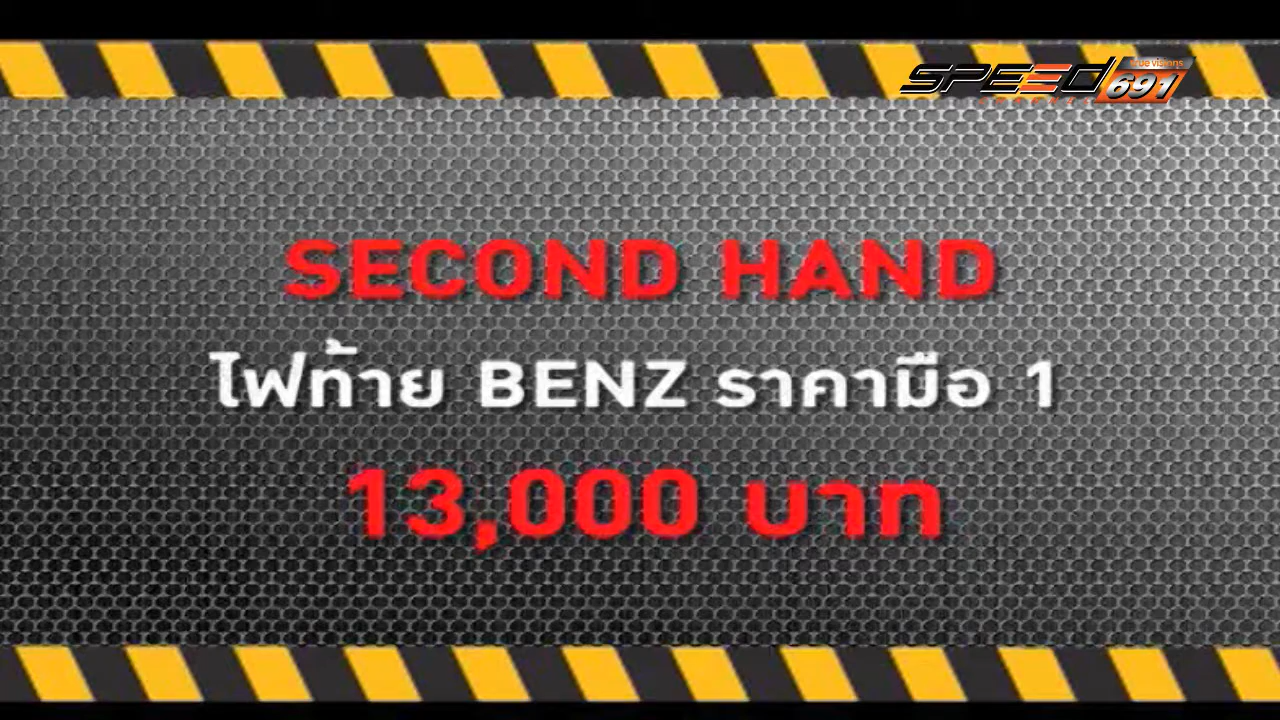 true visions
SPEED
CHANNEL 691
SECOND HAND
ไฟท้าย BENZ ราคามือ 1
13,000 บาท